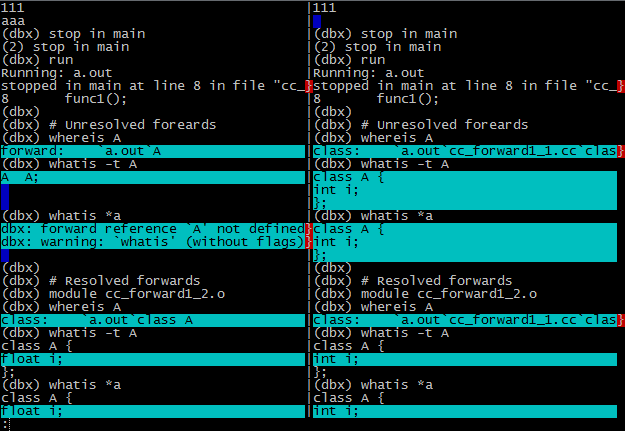 111
aaa
(dbx) stop in main
(2) stop in main
(dbx) run
Running: a.out
stopped in main at line 8 in file "cc_}
8       func1();
(dbx)
(dbx) # Unresolved foreards
(dbx) whereis A
forward:    `a.out`A
(dbx) whatis -t A
A  A;
(dbx) whatis *a
dbx: forward reference `A' not defined}
dbx: warning: `whatis' (without flags)}
(dbx)
(dbx) # Resolved forwards
(dbx) module cc_forward1_2.o
(dbx) whereis A
class:    `a.out`class A
(dbx) whatis -t A
class A {
float i;
};
(dbx) whatis *a
class A {
float i;
:
111
(dbx) stop in main
(2) stop in main
(dbx) run
Running: a.out
stopped in main at line 8 in file "cc_}
8       func1();
(dbx)
(dbx) # Unresolved foreards
(dbx) whereis A
class:    `a.out`cc_forward1_1.cc`clas}
(dbx) whatis -t A
class A {
int i;
};
(dbx) whatis *a
class A {
int i;
};
(dbx)
(dbx) # Resolved forwards
(dbx) module cc_forward1_2.o
(dbx) whereis A
class:    `a.out`cc_forward1_1.cc`clas}
(dbx) whatis -t A
class A {
int i;
};
(dbx) whatis *a
class A {
int i;